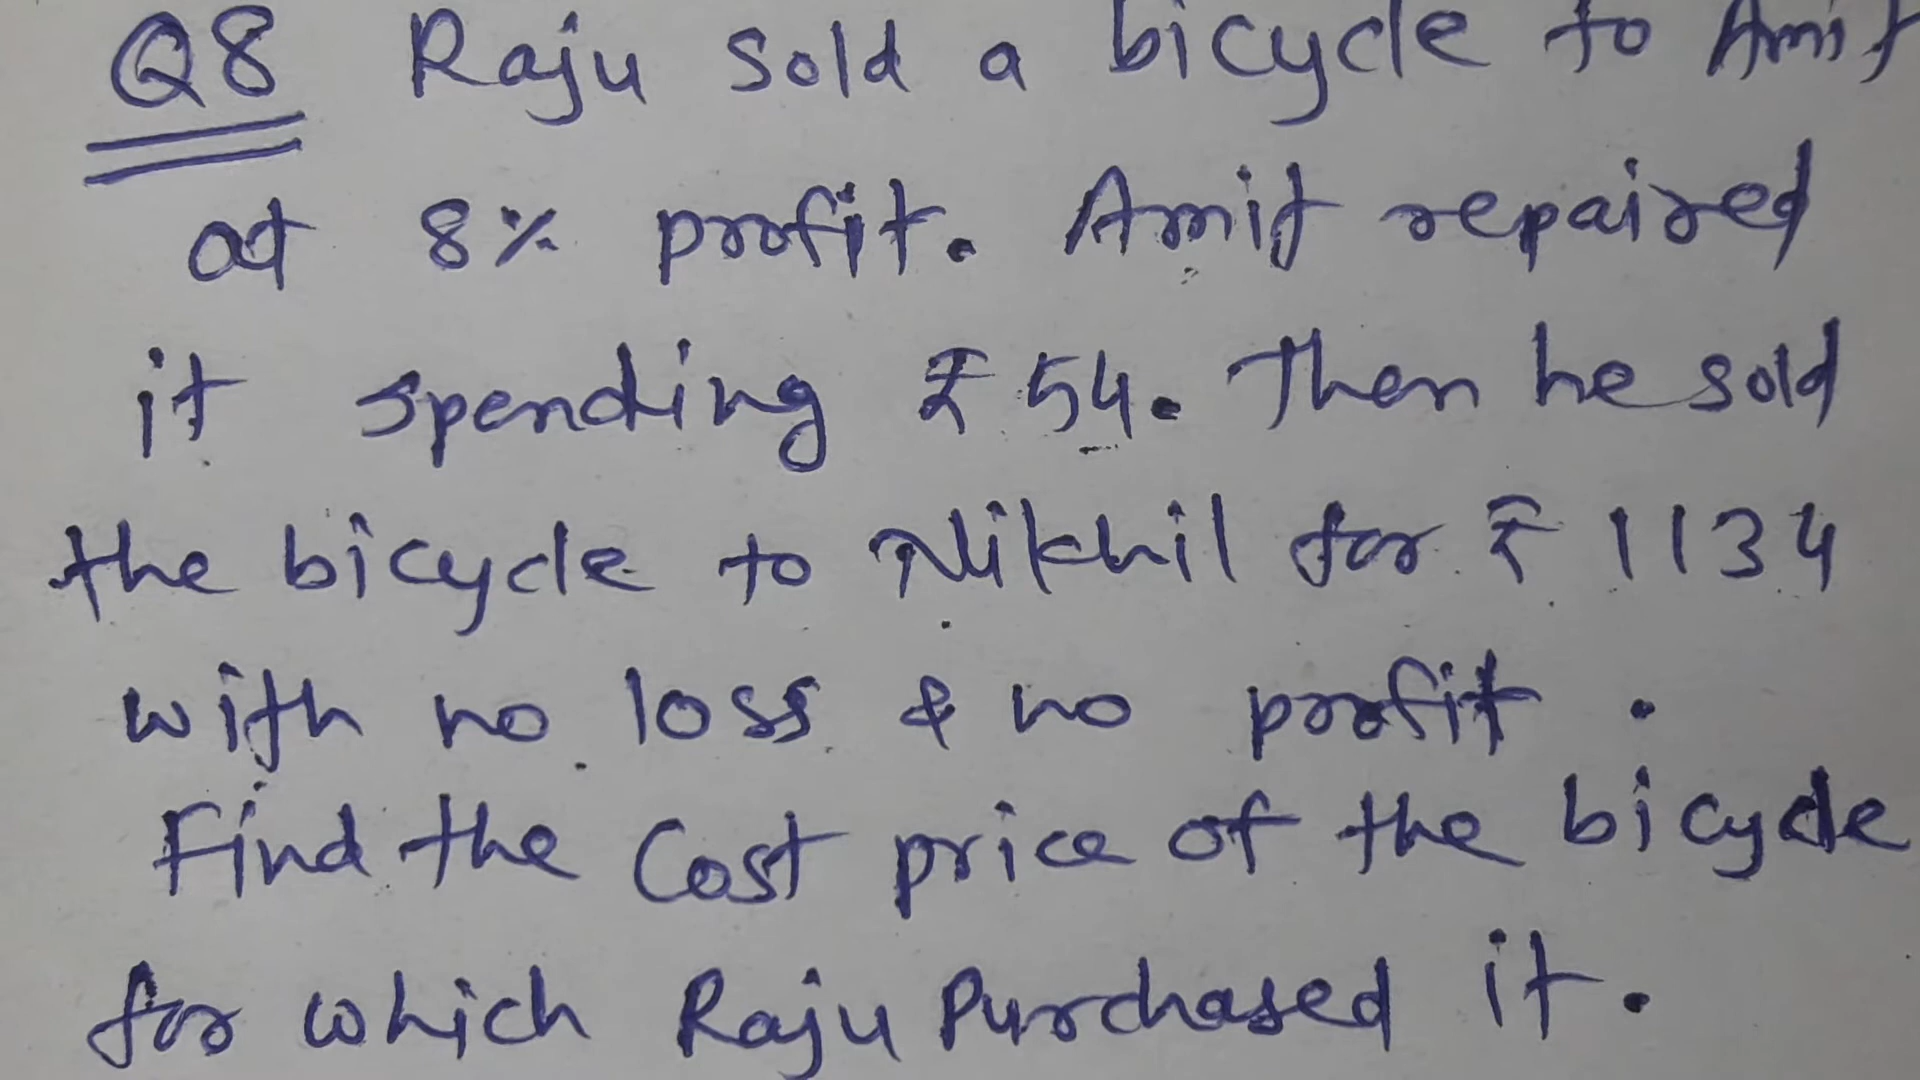 Q8 Raju sold a bicycle to Amit
at 8% profit. Amit repaired
it spending ₹ 54. Then he sold
the bicycle to Nikhil for ₹ 1134
with no loss & no profit.
Find the Cost price of the bicycle
for which Raju Purchased it.